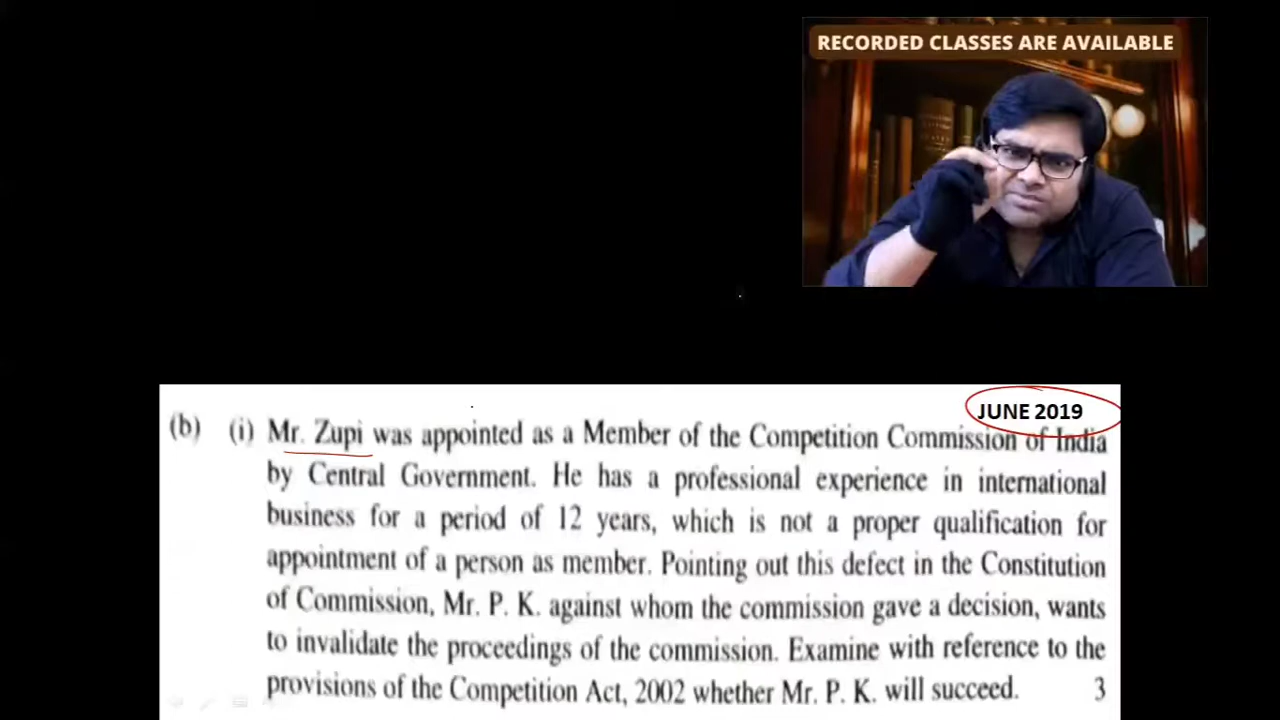 RECORDED CLASSES ARE AVAILABLE
JUNE 2019
(b) (i) Mr. Zupi was appointed as a Member of the Competition Commission of India
by Central Government. He has a professional experience in international
business for a period of 12 years, which is not a proper qualification for
appointment of a person as member. Pointing out this defect in the Constitution
of Commission, Mr. P. K. against whom the commission gave a decision, wants
to invalidate the proceedings of the commission. Examine with reference to the
provisions of the Competition Act, 2002 whether Mr. P. K. will succeed. 3